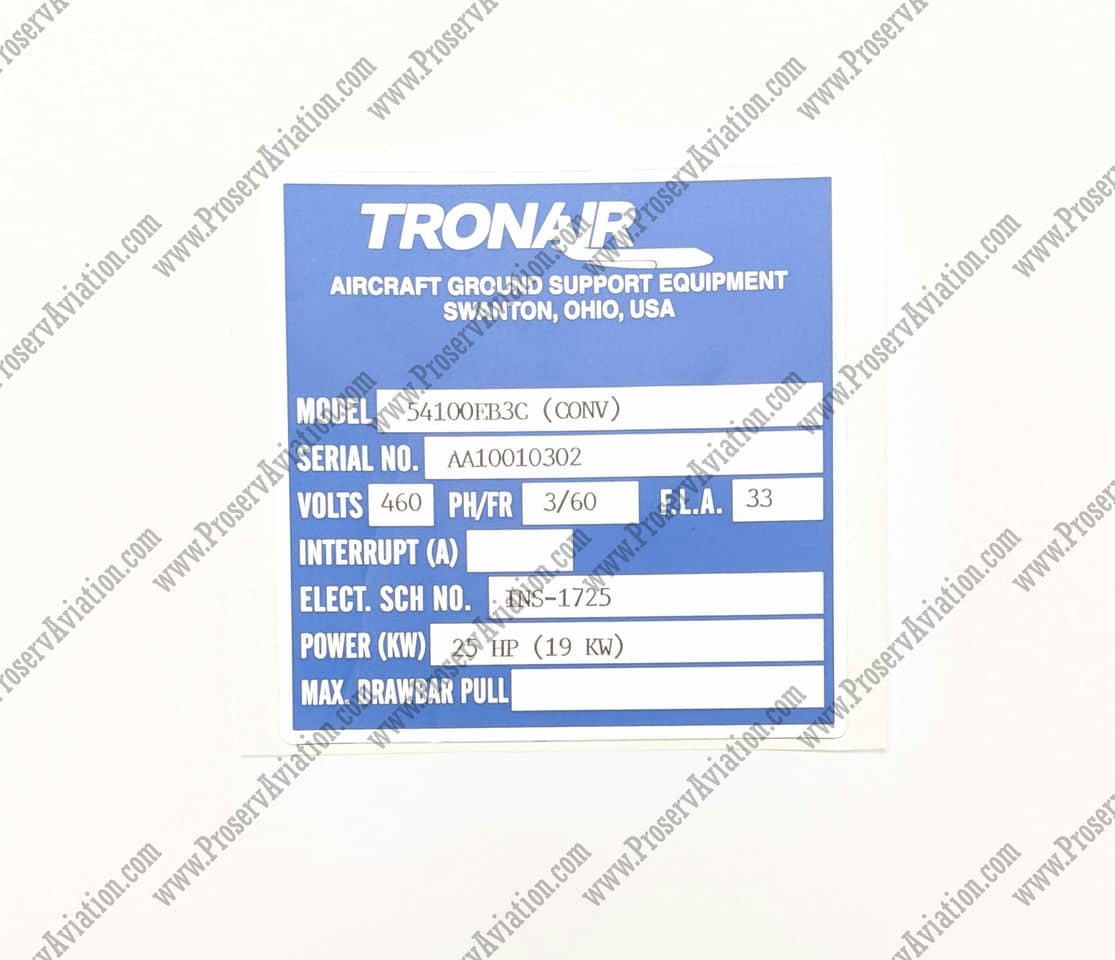 TRONAIR
AIRCRAFT GROUND SUPPORT EQUIPMENT
SWANTON, OHIO, USA
MODEL 54100EB3C (CONV)
SERIAL NO. AA10010302
VOLTS 460 PH/FR 3/60 F.L.A. 33
INTERRUPT (A)
ELECT. SCH NO. INS-1725
POWER (KW) 25 HP (19 KW)
MAX. DRAWBAR PULL
www.ProservAviation.com